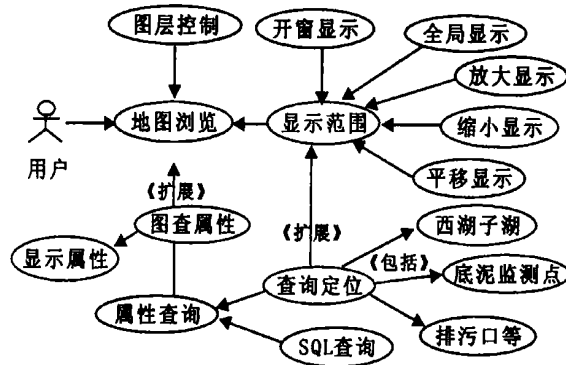 图层控制
开窗显示
全局显示
放大显示
用户
地图浏览
显示范围
缩小显示
平移显示
《扩展》
图查属性
显示属性
《扩展》
西湖子湖
《包括》
查询定位
底泥监测点
属性查询
SQL查询
排污口等